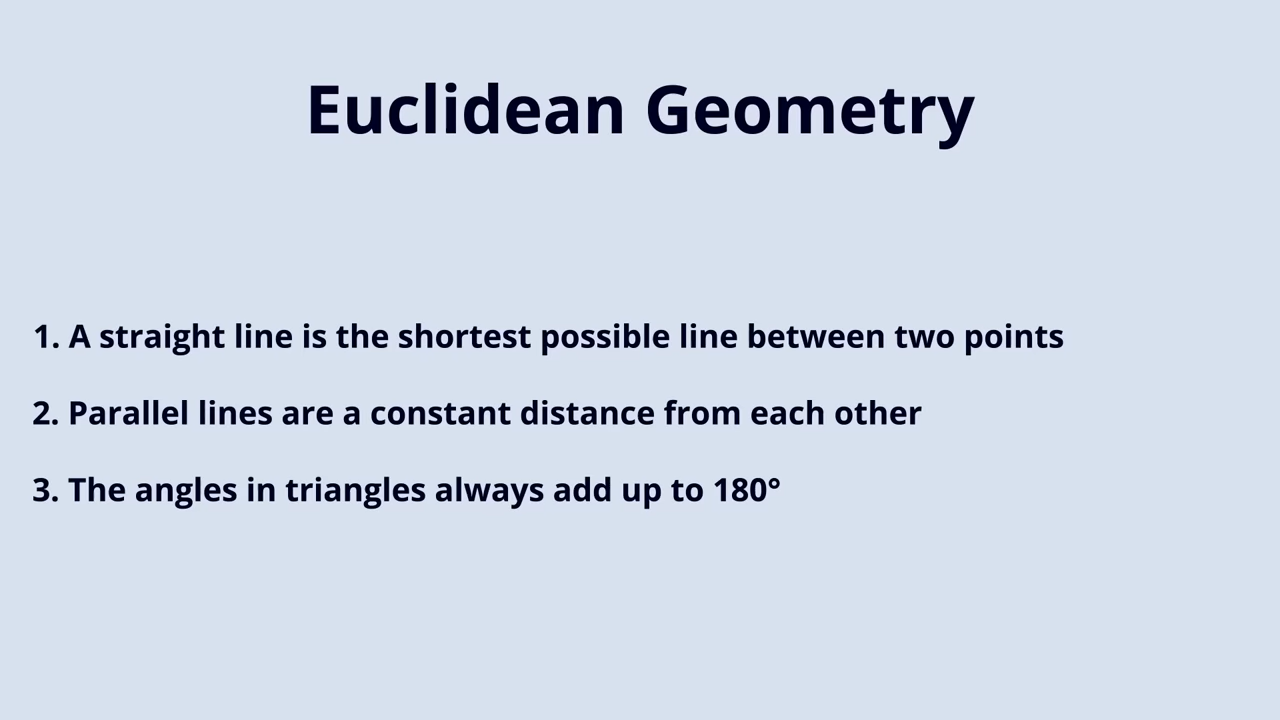 Euclidean Geometry
1. A straight line is the shortest possible line between two points
2. Parallel lines are a constant distance from each other
3. The angles in triangles always add up to 180°